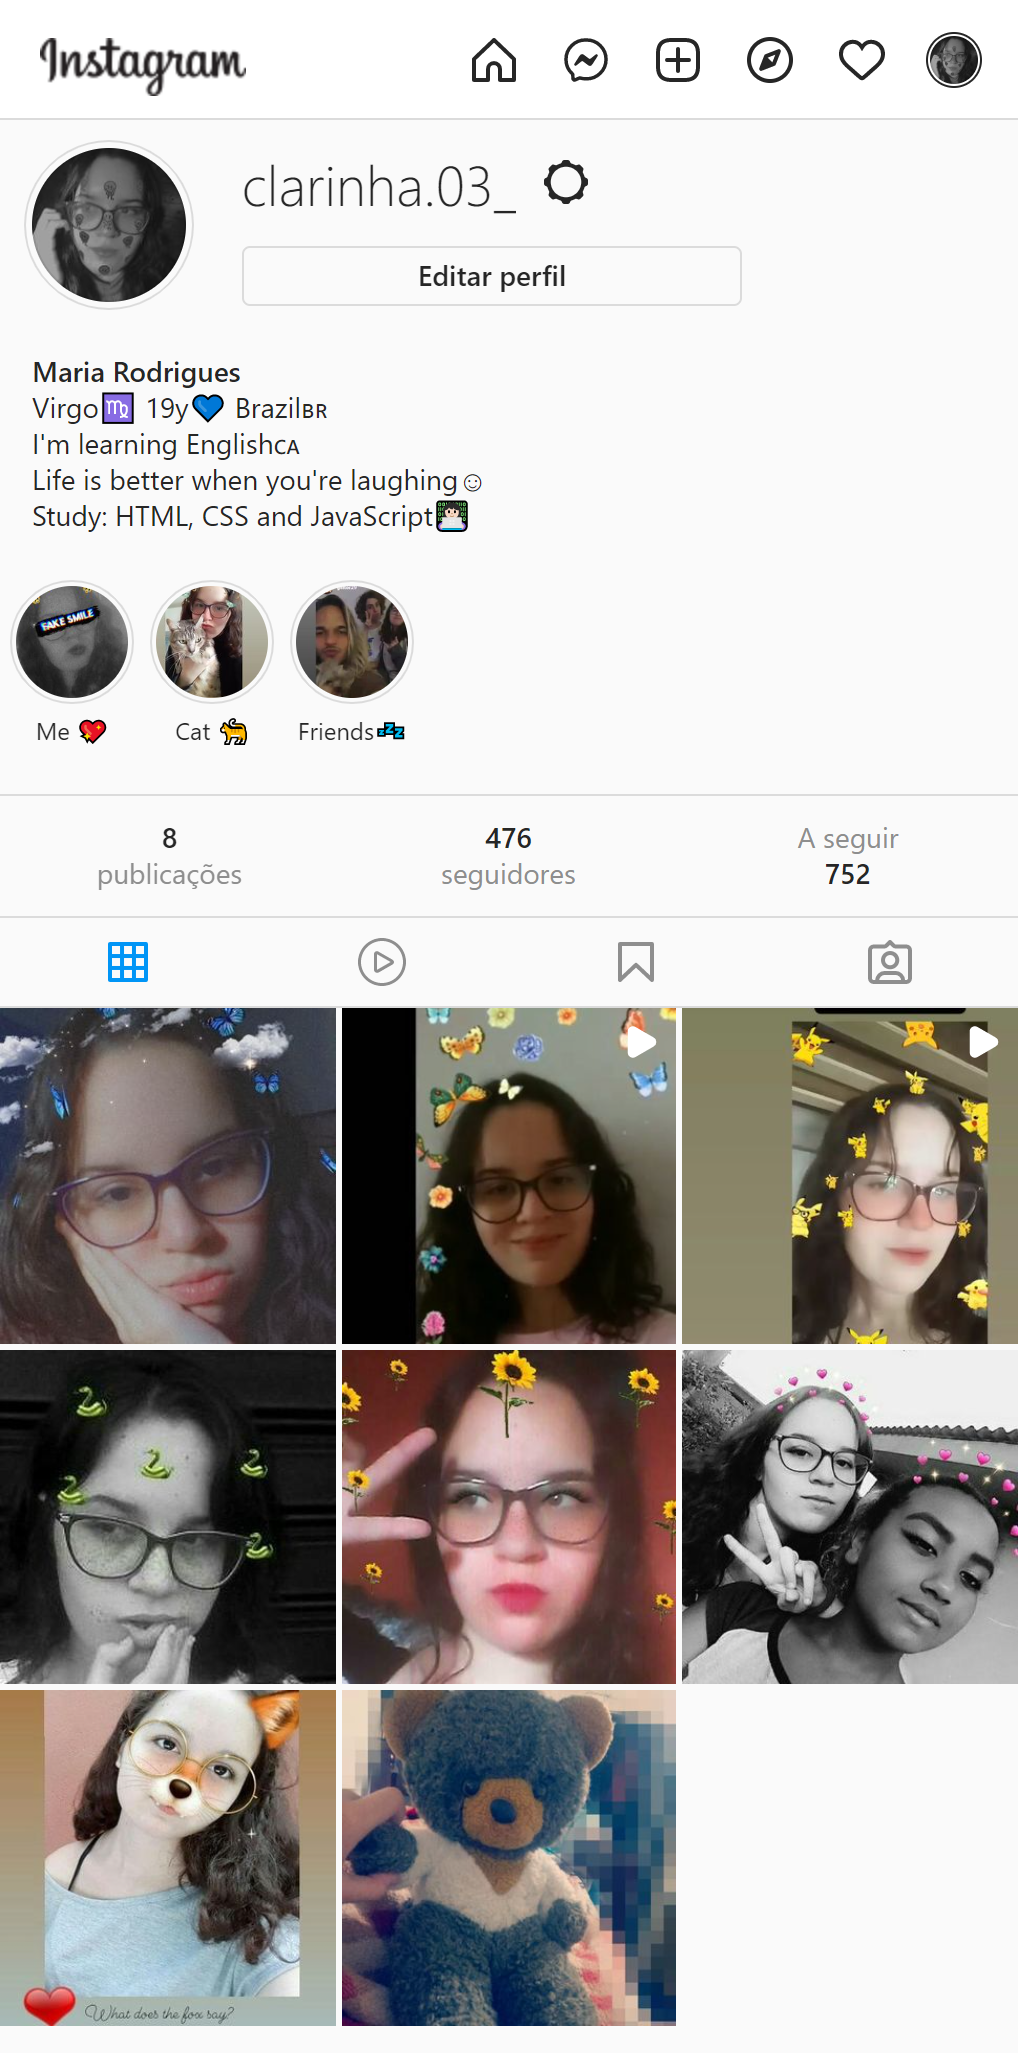 Instagram
clarinha.03_
Editar perfil
Maria Rodrigues
Virgo♍ 19y💙 Brazil🇧🇷
I'm learning English🇨🇦
Life is better when you're laughing☺
Study: HTML, CSS and JavaScript👩🏻‍💻
FAKE SMILE
Me 💖
Cat 🐈
Friends💤
8
publicações
476
seguidores
A seguir
752
What does the fox say?